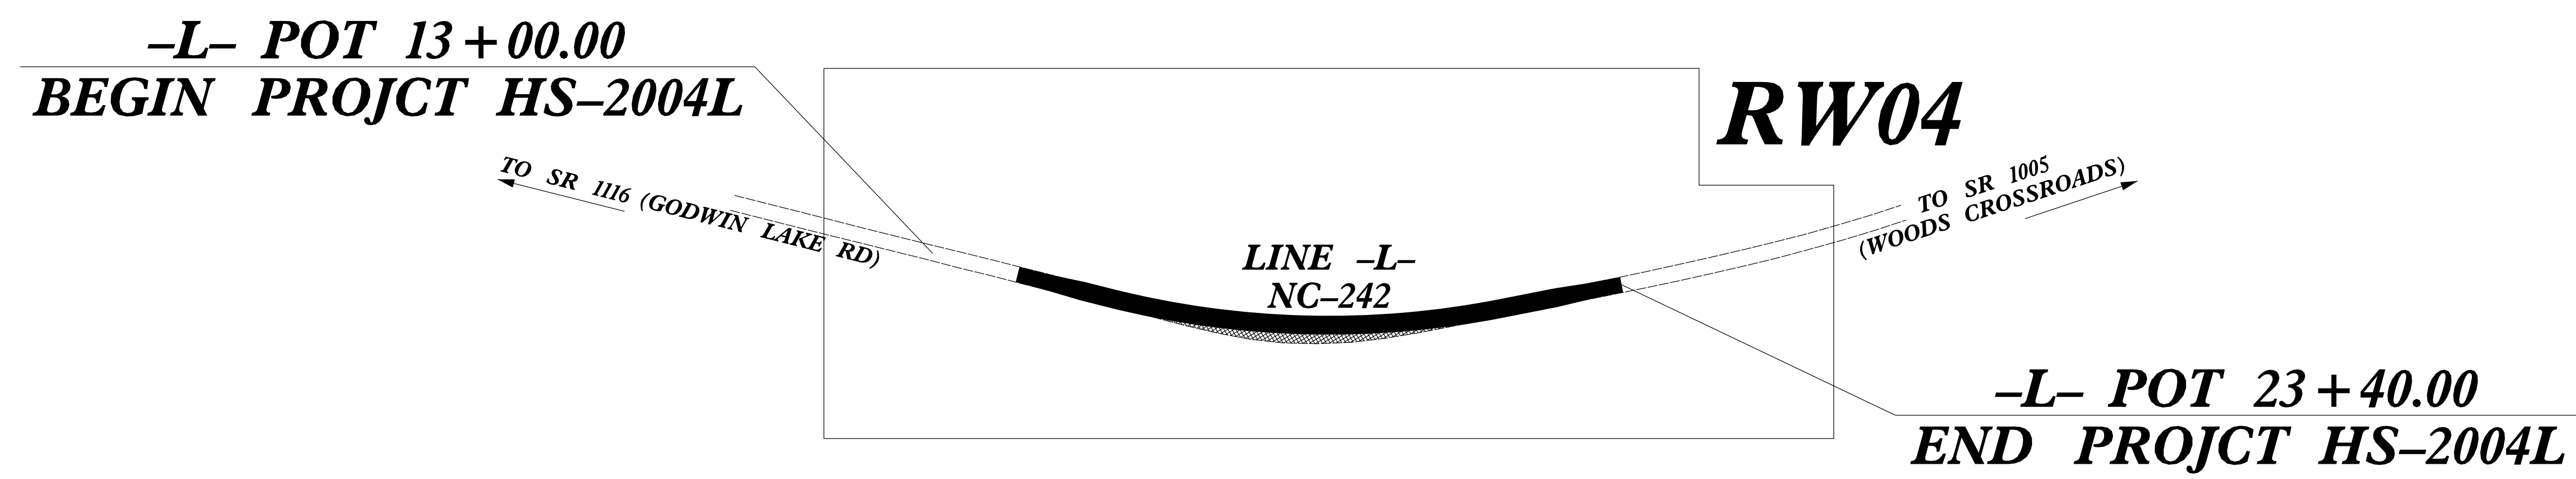 –L– POT 13+00.00
BEGIN PROJCT HS–2004L
RW04
TO SR 1116 (GODWIN LAKE RD)
TO SR 1005
(WOODS CROSSROADS)
LINE –L–
NC–242
–L– POT 23+40.00
END PROJCT HS–2004L